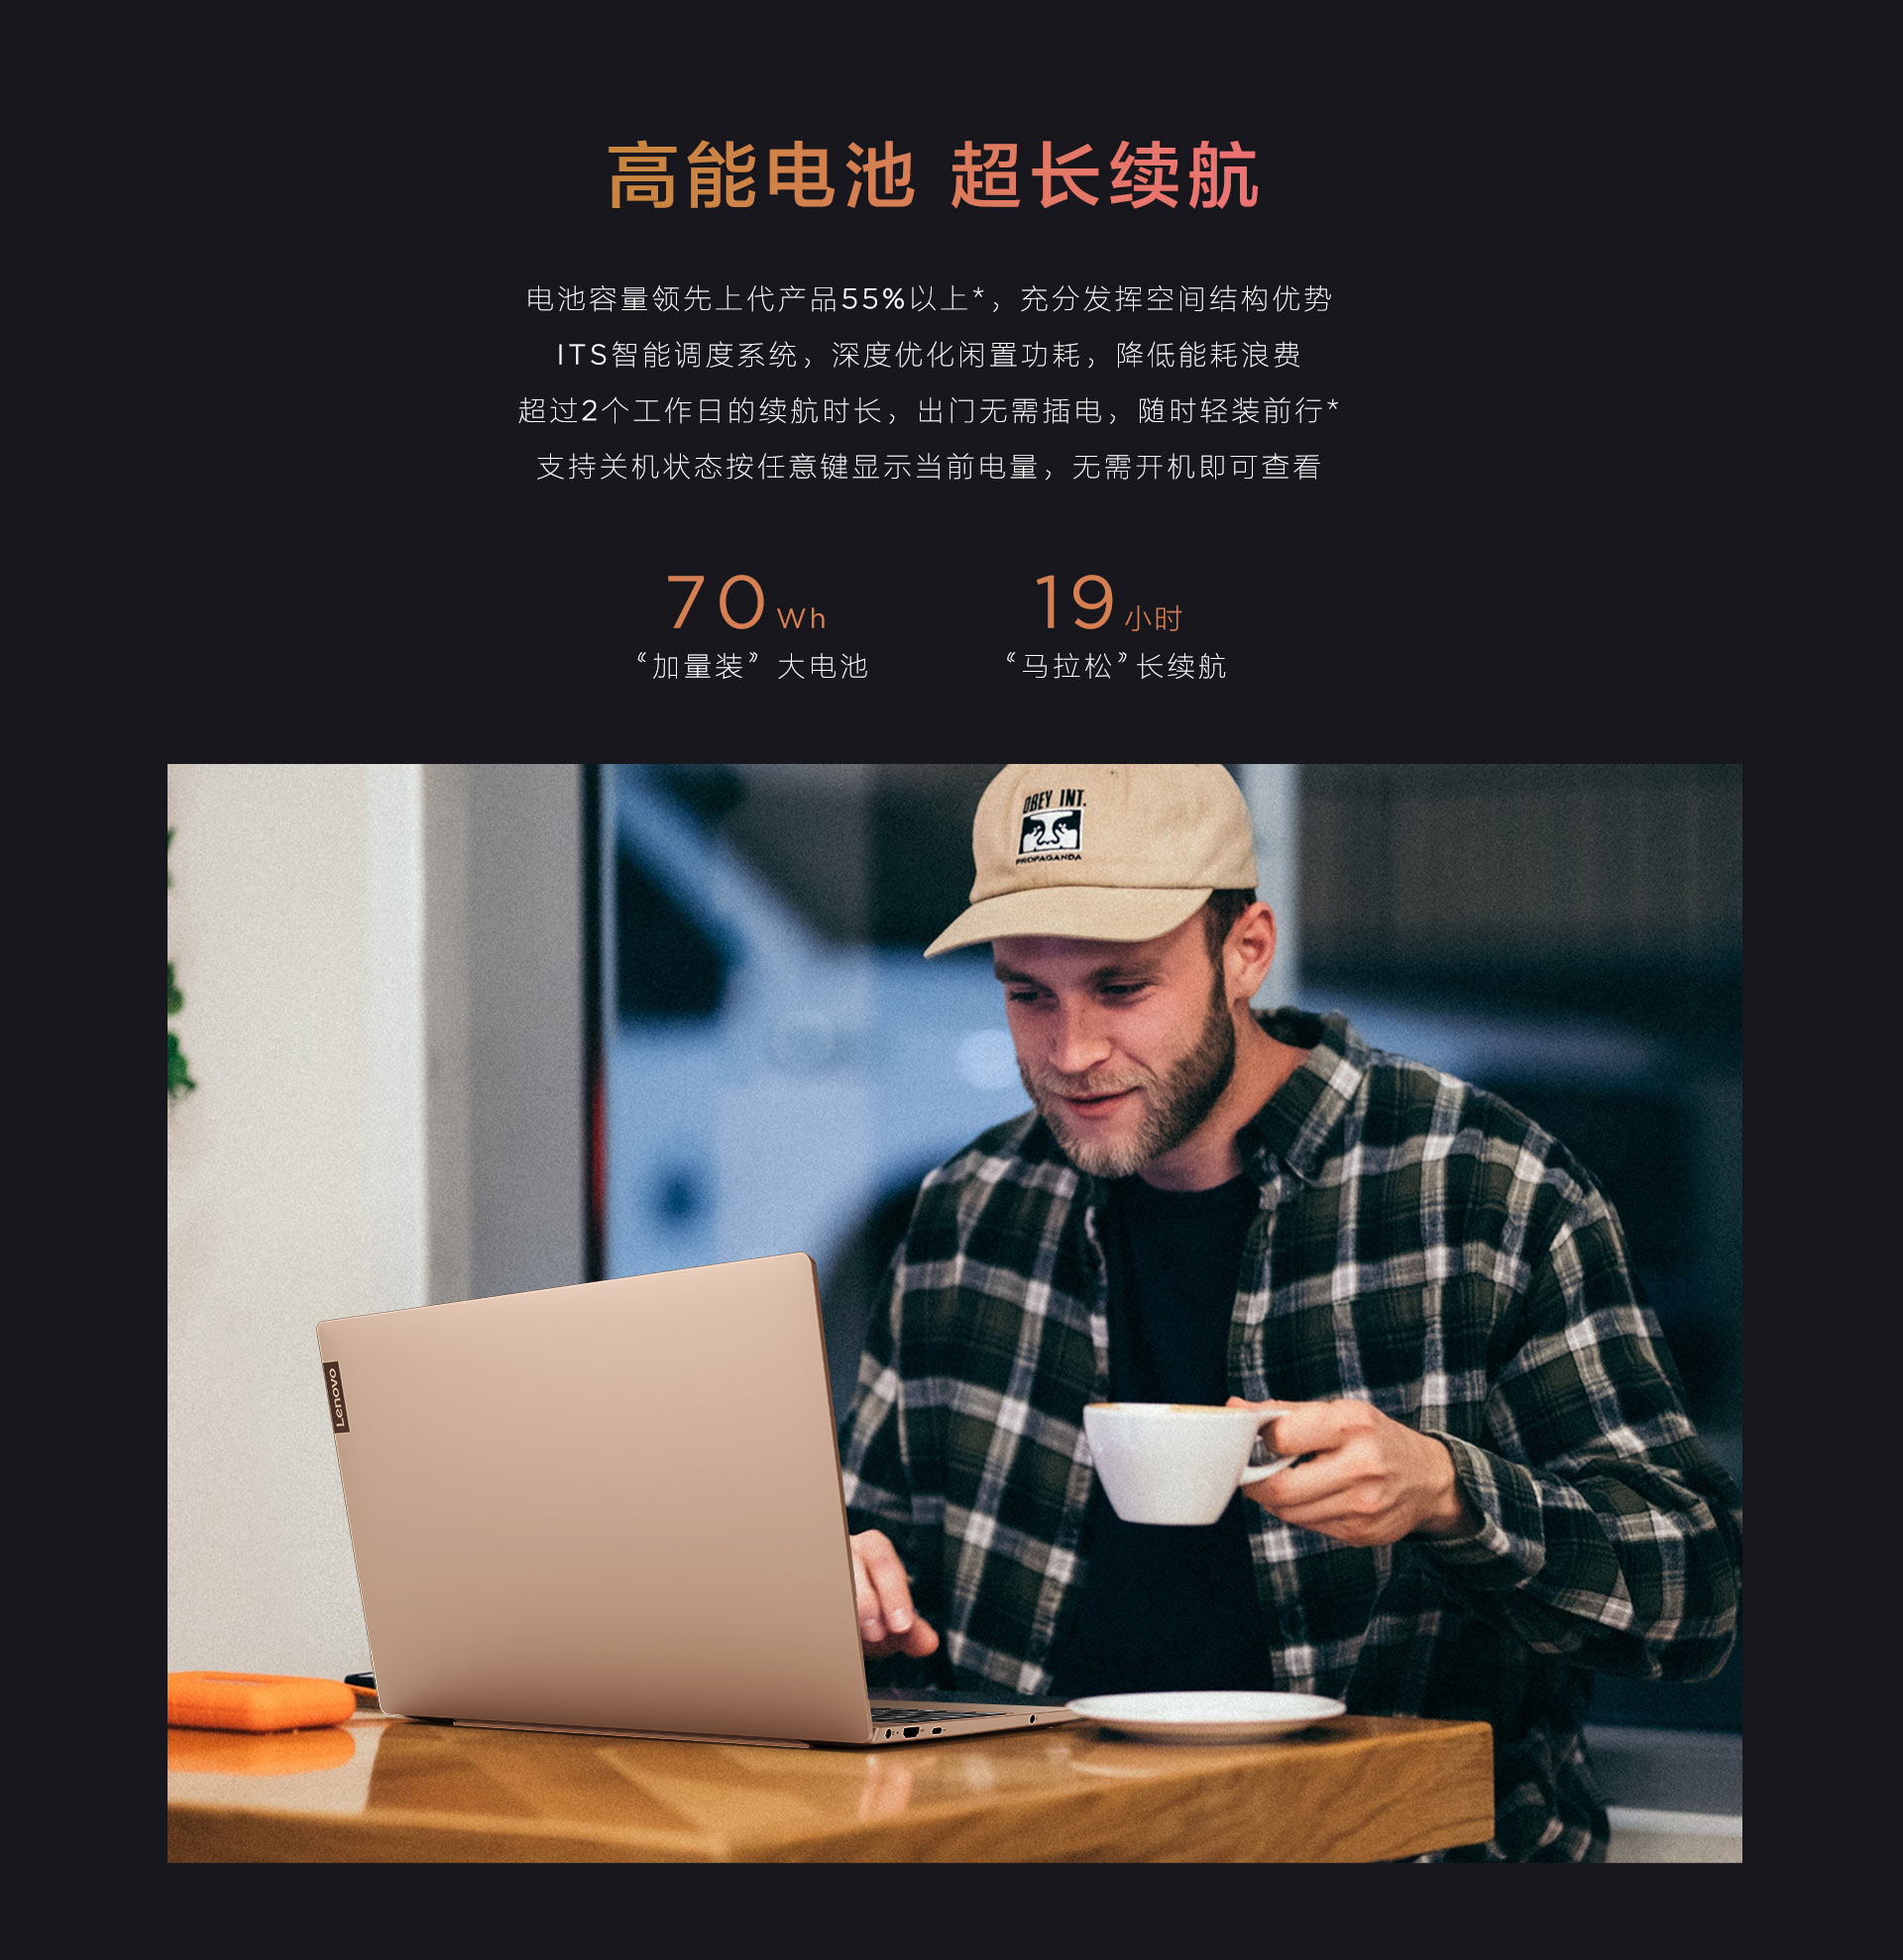 高能电池 超长续航
电池容量领先上代产品55%以上*，充分发挥空间结构优势
ITS智能调度系统，深度优化闲置功耗，降低能耗浪费
超过2个工作日的续航时长，出门无需插电，随时轻装前行*
支持关机状态按任意键显示当前电量，无需开机即可查看
70 Wh
“加量装” 大电池
19 小时
“马拉松”长续航
OBEY INT.
PROPAGANDA
Lenovo